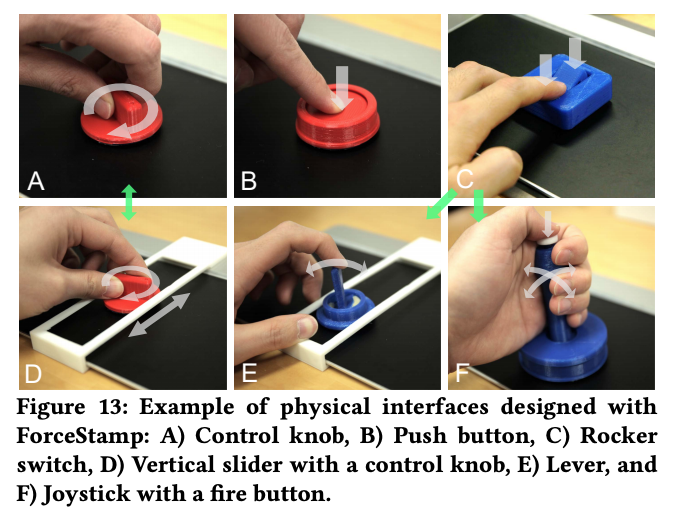 A
B
C
D
E
F
Figure 13: Example of physical interfaces designed with
ForceStamp: A) Control knob, B) Push button, C) Rocker
switch, D) Vertical slider with a control knob, E) Lever, and
F) Joystick with a fire button.